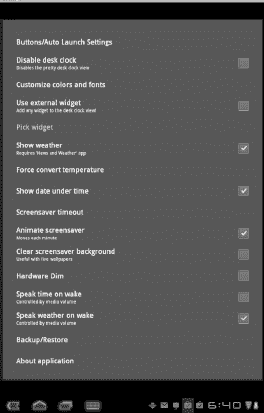 Buttons/Auto Launch Settings
Disable desk clock
Disables the pretty desk clock view
Customize colors and fonts
Use external widget
Add any widget to the desk clock view!
Pick widget
Show weather
Requires 'News and Weather' app
Force convert temperature
Show date under time
Screensaver timeout
Animate screensaver
Moves each minute
Clear screensaver background
Useful with live wallpapers
Hardware Dim
Speak time on wake
Controlled by media volume
Speak weather on wake
Controlled by media volume
Backup/Restore
About application
6:40